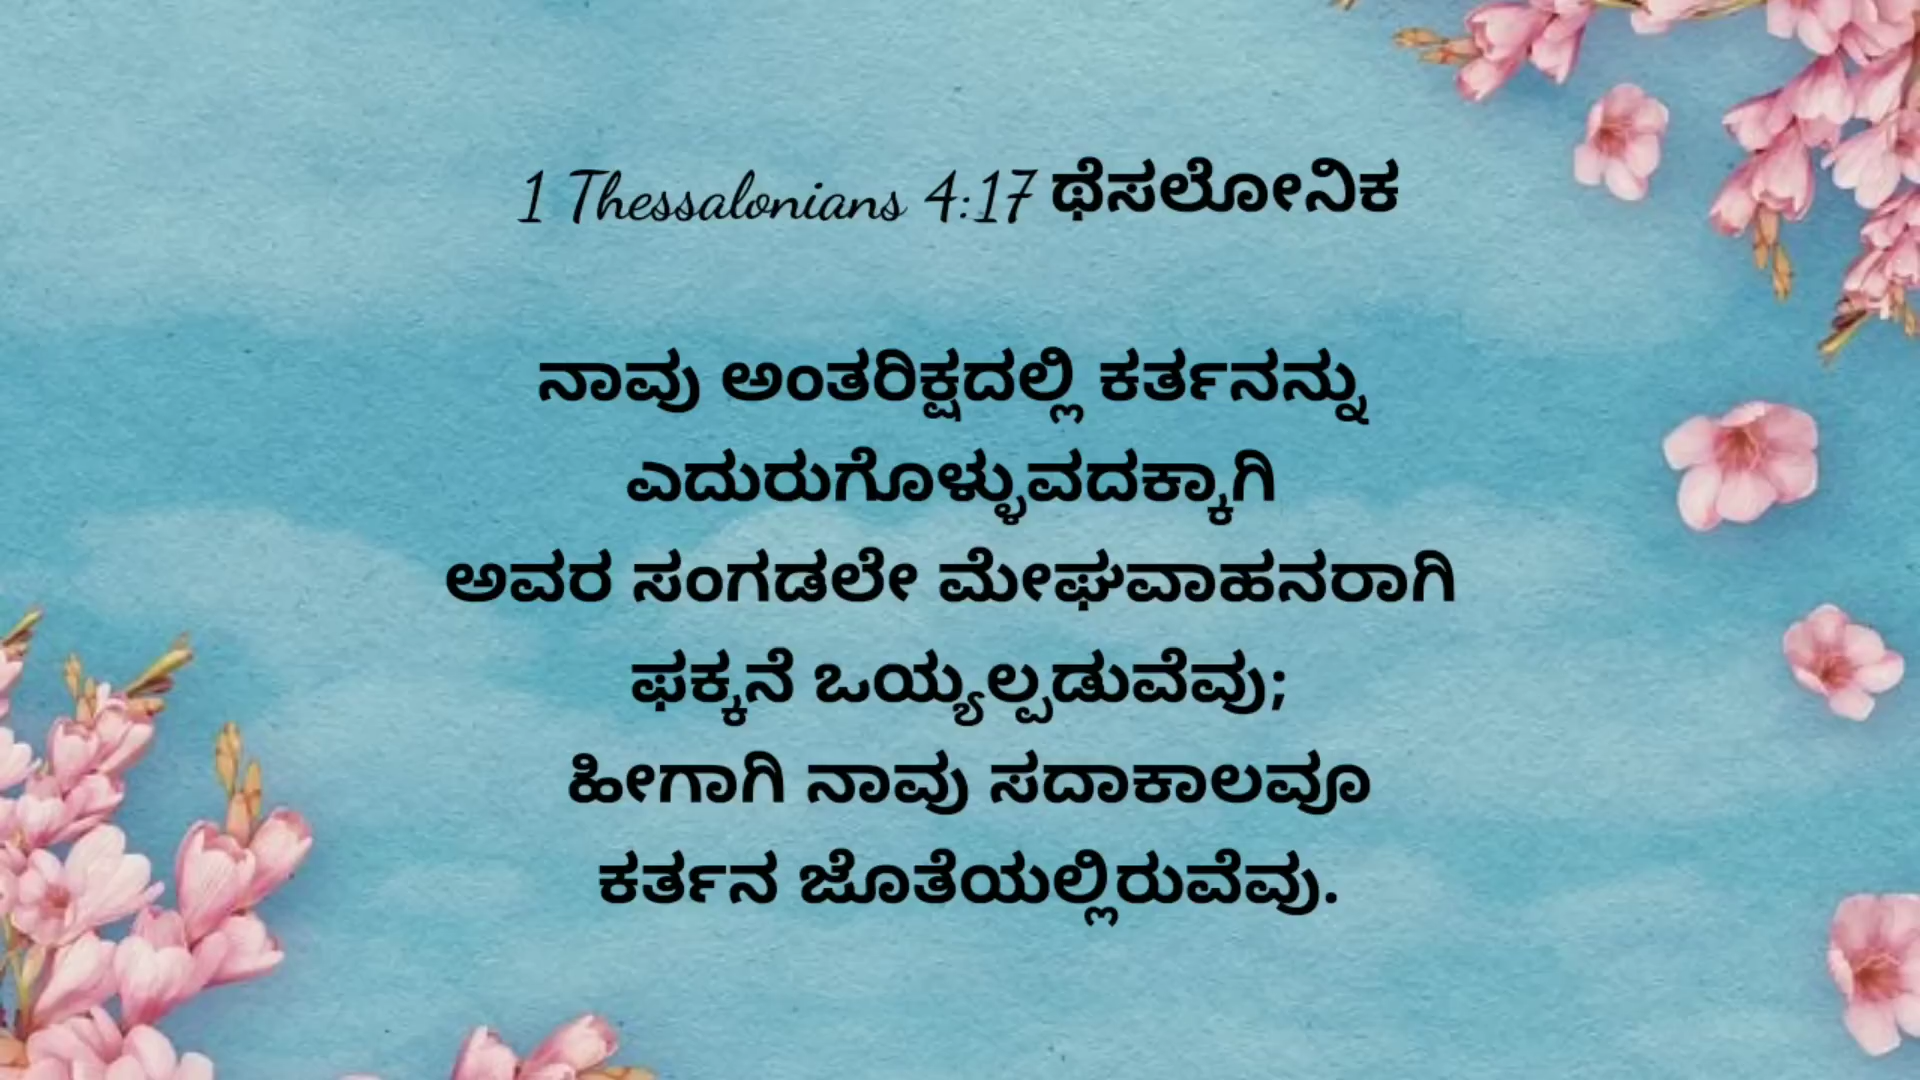 1 Thessalonians 4:17 ಥೆಸಲೋನಿಕ
ನಾವು ಅಂತರಿಕ್ಷದಲ್ಲಿ ಕರ್ತನನ್ನು
ಎದುರುಗೊಳ್ಳುವದಕ್ಕಾಗಿ
ಅವರ ಸಂಗಡಲೇ ಮೇಘವಾಹನರಾಗಿ
ಫಕ್ಕನೆ ಒಯ್ಯಲ್ಪಡುವೆವು;
ಹೀಗಾಗಿ ನಾವು ಸದಾಕಾಲವೂ
ಕರ್ತನ ಜೊತೆಯಲ್ಲಿರುವೆವು.